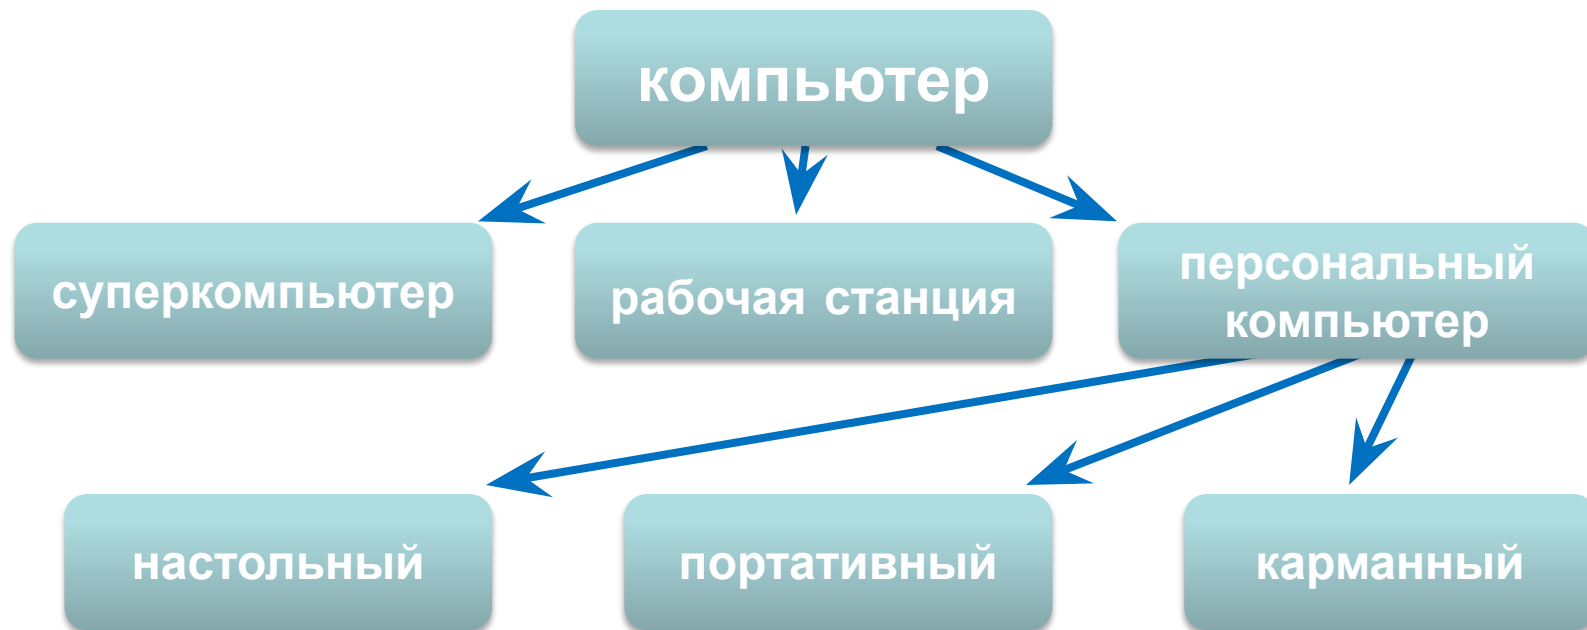 компьютер
суперкомпьютер
рабочая станция
персональный
компьютер
настольный
портативный
карманный